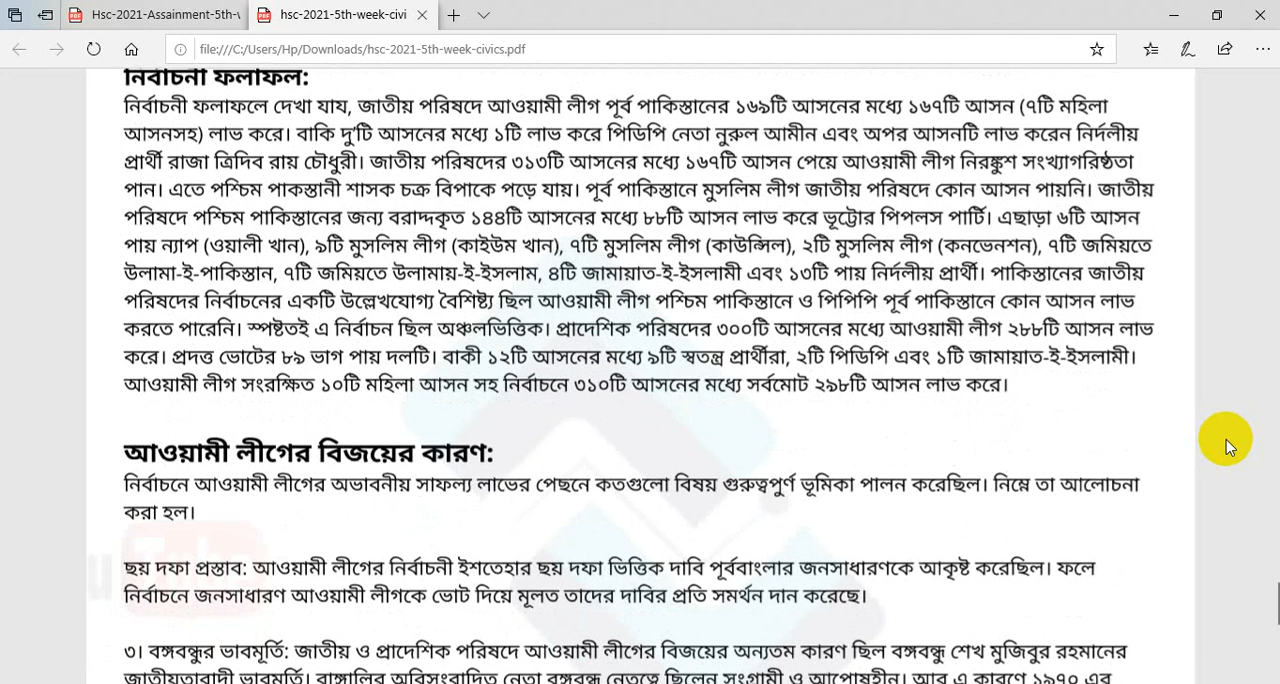 Hsc-2021-Assainment-5th-v
hsc-2021-5th-week-civi
file:///C:/Users/Hp/Downloads/hsc-2021-5th-week-civics.pdf
নির্বাচনী ফলাফল:
নির্বাচনী ফলাফলে দেখা যায়, জাতীয় পরিষদে আওয়ামী লীগ পূর্ব পাকিস্তানের ১৬৯টি আসনের মধ্যে ১৬৭টি আসন (৭টি মহিলা
আসনসহ) লাভ করে। বাকি দু’টি আসনের মধ্যে ১টি লাভ করে পিডিপি নেতা নুরুল আমীন এবং অপর আসনটি লাভ করেন নির্দলীয়
প্রার্থী রাজা ত্রিদিব রায় চৌধুরী। জাতীয় পরিষদের ৩১৩টি আসনের মধ্যে ১৬৭টি আসন পেয়ে আওয়ামী লীগ নিরঙ্কুশ সংখ্যাগরিষ্ঠতা
পান। এতে পশ্চিম পাকস্তানী শাসক চক্র বিপাকে পড়ে যায়। পূর্ব পাকিস্তানে মুসলিম লীগ জাতীয় পরিষদে কোন আসন পায়নি। জাতীয়
পরিষদে পশ্চিম পাকিস্তানের জন্য বরাদ্দকৃত ১৪৪টি আসনের মধ্যে ৮৮টি আসন লাভ করে ভূট্টোর পিপলস পার্টি। এছাড়া ৬টি আসন
পায় ন্যাপ (ওয়ালী খান), ৯টি মুসলিম লীগ (কাইউম খান), ৭টি মুসলিম লীগ (কাউন্সিল), ২টি মুসলিম লীগ (কনভেনশন), ৭টি জমিয়তে
উলামা-ই-পাকিস্তান, ৭টি জমিয়তে উলামায়-ই-ইসলাম, ৪টি জামায়াত-ই-ইসলামী এবং ১৩টি পায় নির্দলীয় প্রার্থী। পাকিস্তানের জাতীয়
পরিষদের নির্বাচনের একটি উল্লেখযোগ্য বৈশিষ্ট্য ছিল আওয়ামী লীগ পশ্চিম পাকিস্তানে ও পিপিপি পূর্ব পাকিস্তানে কোন আসন লাভ
করতে পারেনি। স্পষ্টতই এ নির্বাচন ছিল অঞ্চলভিত্তিক। প্রাদেশিক পরিষদের ৩০০টি আসনের মধ্যে আওয়ামী লীগ ২৮৮টি আসন লাভ
করে। প্রদত্ত ভোটের ৮৯ ভাগ পায় দলটি। বাকী ১২টি আসনের মধ্যে ৯টি স্বতন্ত্র প্রার্থীরা, ২টি পিডিপি এবং ১টি জামায়াত-ই-ইসলামী।
আওয়ামী লীগ সংরক্ষিত ১০টি মহিলা আসন সহ নির্বাচনে ৩১০টি আসনের মধ্যে সর্বমোট ২৯৮টি আসন লাভ করে।
আওয়ামী লীগের বিজয়ের কারণ:
নির্বাচনে আওয়ামী লীগের অভাবনীয় সাফল্য লাভের পেছনে কতগুলো বিষয় গুরুত্বপুর্ণ ভূমিকা পালন করেছিল। নিম্নে তা আলোচনা
করা হল।
ছয় দফা প্রস্তাব: আওয়ামী লীগের নির্বাচনী ইশতেহার ছয় দফা ভিত্তিক দাবি পূর্ববাংলার জনসাধারণকে আকৃষ্ট করেছিল। ফলে
নির্বাচনে জনসাধারণ আওয়ামী লীগকে ভোট দিয়ে মূলত তাদের দাবির প্রতি সমর্থন দান করেছে।
৩। বঙ্গবন্ধুর ভাবমূর্তি: জাতীয় ও প্রাদেশিক পরিষদে আওয়ামী লীগের বিজয়ের অন্যতম কারণ ছিল বঙ্গবন্ধু শেখ মুজিবুর রহমানের
জাতীয়তাবাদী ভাবমূর্তি। বাঙ্গালির অবিসংবাদিত নেতা বঙ্গবন্ধু নেতৃত্বে ছিলেন সংগ্রামী ও আপোষহীন। আর এ কারণে ১৯৭০ এর